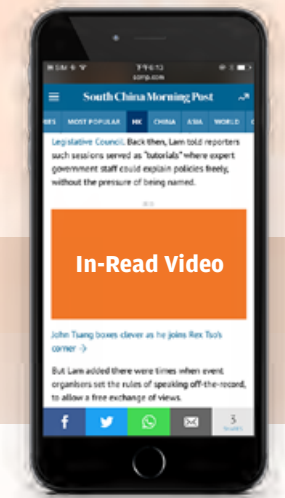 scmp.com
South China Morning Post
MOST POPULAR HK CHINA ASIA WORLD
Legislative Council. Back then, Lam told reporters
such sessions served as "tutorials" where expert
government staff could explain policies freely,
without the pressure of being named.
In-Read Video
John Tsang boxes clever as he joins Rex Tso's
corner →
But Lam added there were times when event
organisers set the rules of speaking off-the-record,
to allow a free exchange of views.
3
SHARES